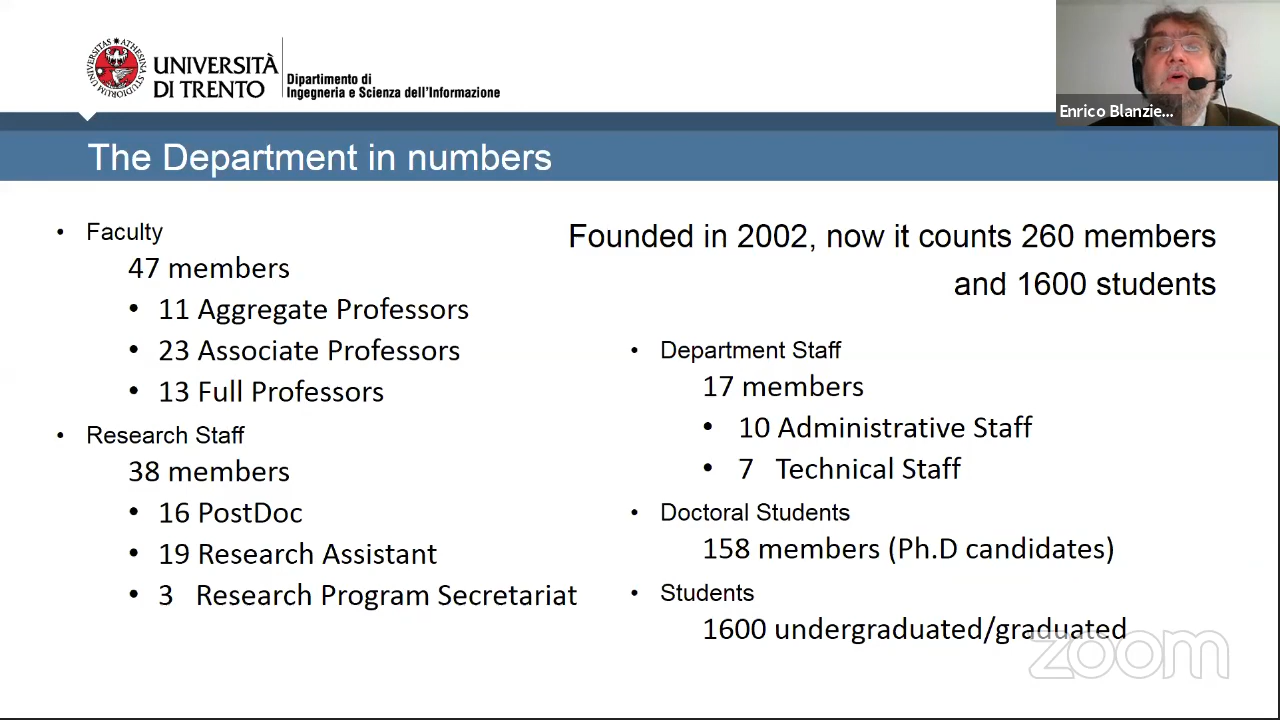 UNIVERSITÀ
DI TRENTO
Dipartimento di
Ingegneria e Scienza dell'Informazione
Enrico Blanzie...
The Department in numbers
• Faculty
47 members
• 11 Aggregate Professors
• 23 Associate Professors
• 13 Full Professors
• Research Staff
38 members
• 16 PostDoc
• 19 Research Assistant
• 3 Research Program Secretariat
Founded in 2002, now it counts 260 members
and 1600 students
• Department Staff
17 members
• 10 Administrative Staff
• 7 Technical Staff
• Doctoral Students
158 members (Ph.D candidates)
• Students
1600 undergraduated/graduated
zoom